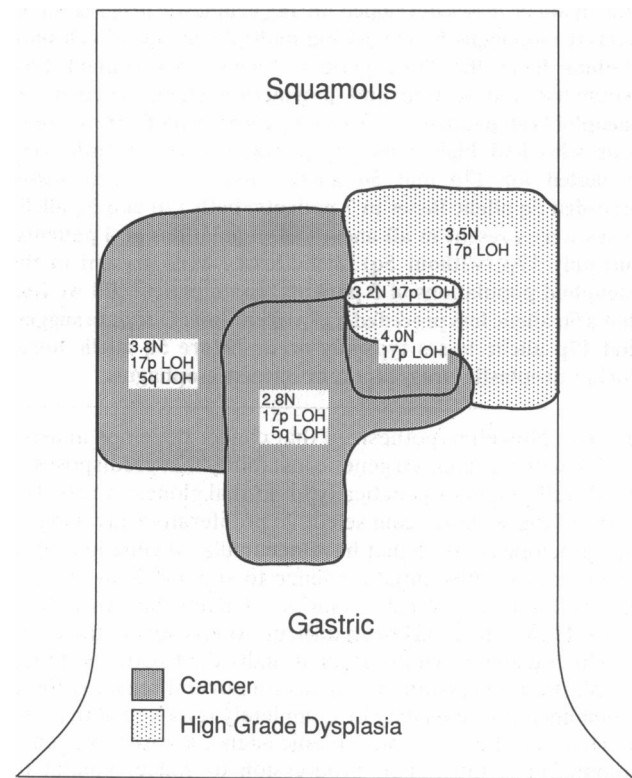 Squamous
3.5N
17p LOH
3.2N 17p LOH
4.0N
17p LOH
3.8N
17p LOH
5q LOH
2.8N
17p LOH
5q LOH
Gastric
Cancer
High Grade Dysplasia